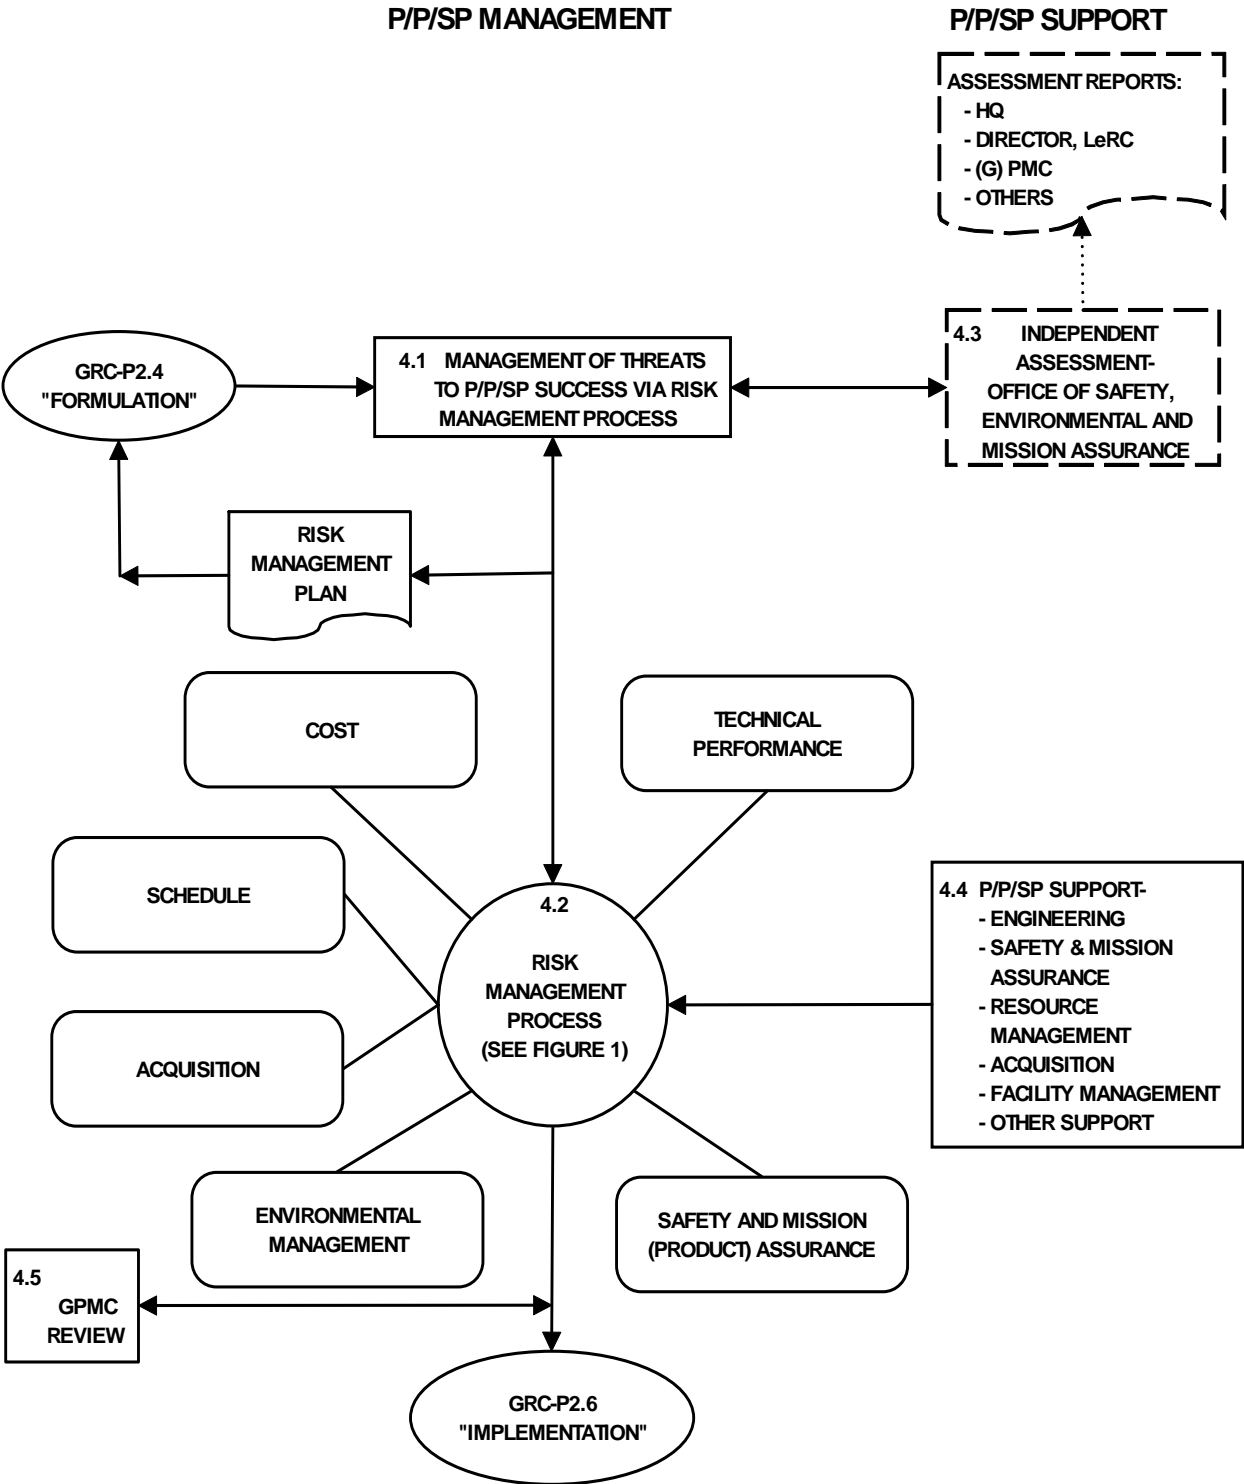 P/P/SP MANAGEMENT
P/P/SP SUPPORT
ASSESSMENT REPORTS:
- HQ
- DIRECTOR, LeRC
- (G) PMC
- OTHERS
GRC-P2.4
"FORMULATION"
4.1 MANAGEMENT OF THREATS
TO P/P/SP SUCCESS VIA RISK
MANAGEMENT PROCESS
4.3 INDEPENDENT
ASSESSMENT-
OFFICE OF SAFETY,
ENVIRONMENTAL AND
MISSION ASSURANCE
RISK
MANAGEMENT
PLAN
COST
TECHNICAL
PERFORMANCE
SCHEDULE
4.2
RISK
MANAGEMENT
PROCESS
(SEE FIGURE 1)
4.4 P/P/SP SUPPORT-
- ENGINEERING
- SAFETY & MISSION
ASSURANCE
- RESOURCE
MANAGEMENT
- ACQUISITION
- FACILITY MANAGEMENT
- OTHER SUPPORT
ACQUISITION
ENVIRONMENTAL
MANAGEMENT
SAFETY AND MISSION
(PRODUCT) ASSURANCE
4.5
GPMC
REVIEW
GRC-P2.6
"IMPLEMENTATION"